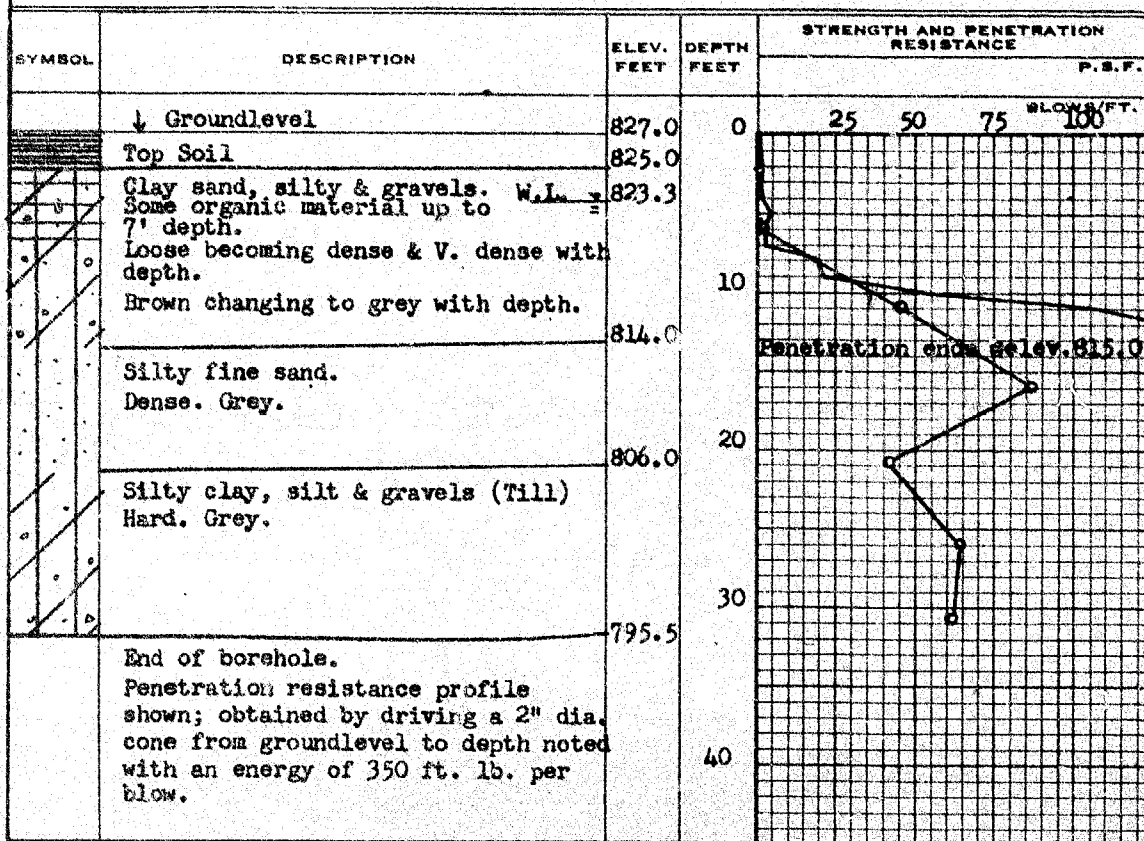 SYMBOL
DESCRIPTION
ELEV. FEET
DEPTH FEET
STRENGTH AND PENETRATION RESISTANCE
P.S.F.
BLOWS/FT.
↓ Groundlevel
827.0
0
25 50 75 100
Top Soil
825.0
Clay sand, silty & gravels.
W.L.
823.3
Some organic material up to
7' depth.
Loose becoming dense & V. dense with
depth.
Brown changing to grey with depth.
10
814.0
Penetration ends @elev.815.0
Silty fine sand.
Dense. Grey.
20
806.0
Silty clay, silt & gravels (Till)
Hard. Grey.
30
795.5
End of borehole.
Penetration resistance profile
shown; obtained by driving a 2" dia.
cone from groundlevel to depth noted
with an energy of 350 ft. lb. per
blow.
40